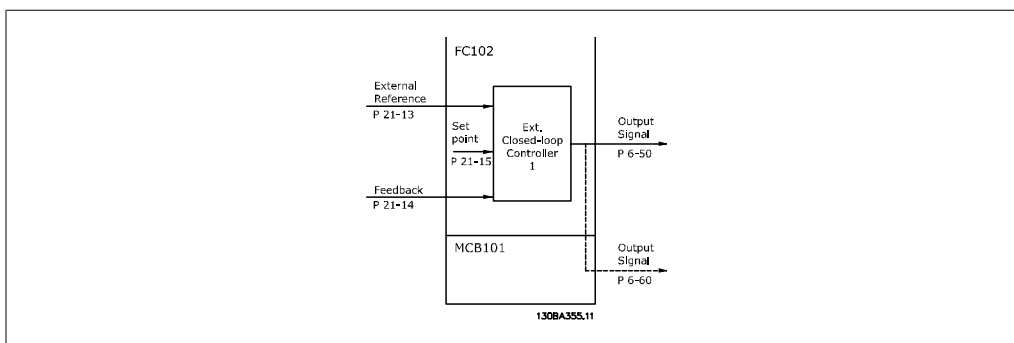 FC102
External
Reference
P 21-13
Set
point
P 21-15
Ext.
Closed-loop
Controller
1
Output
Signal
P 6-50
Feedback
P 21-14
MCB101
Output
Signal
P 6-60
130BA355.11